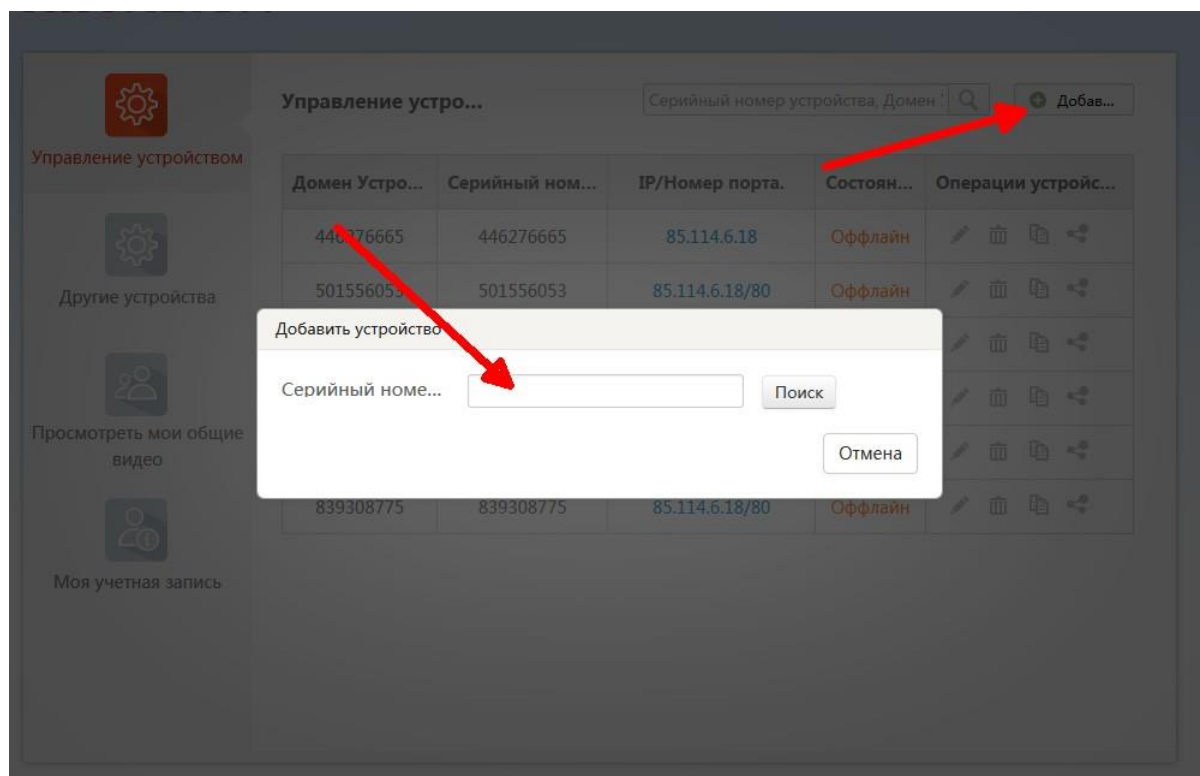 Управление устро...
Серийный номер устройства, Домен
Добав...
Управление устройством
Домен Устро... Серийный ном... IP/Номер порта. Состоян... Операции устройс...
446276665 446276665 85.114.6.18 Оффлайн
Другие устройства
501556053 501556053 85.114.6.18/80 Оффлайн
Добавить устройство
Серийный номе...
Поиск
Отмена
Просмотреть мои общие
видео
839308775 839308775 85.114.6.18/80 Оффлайн
Моя учетная запись